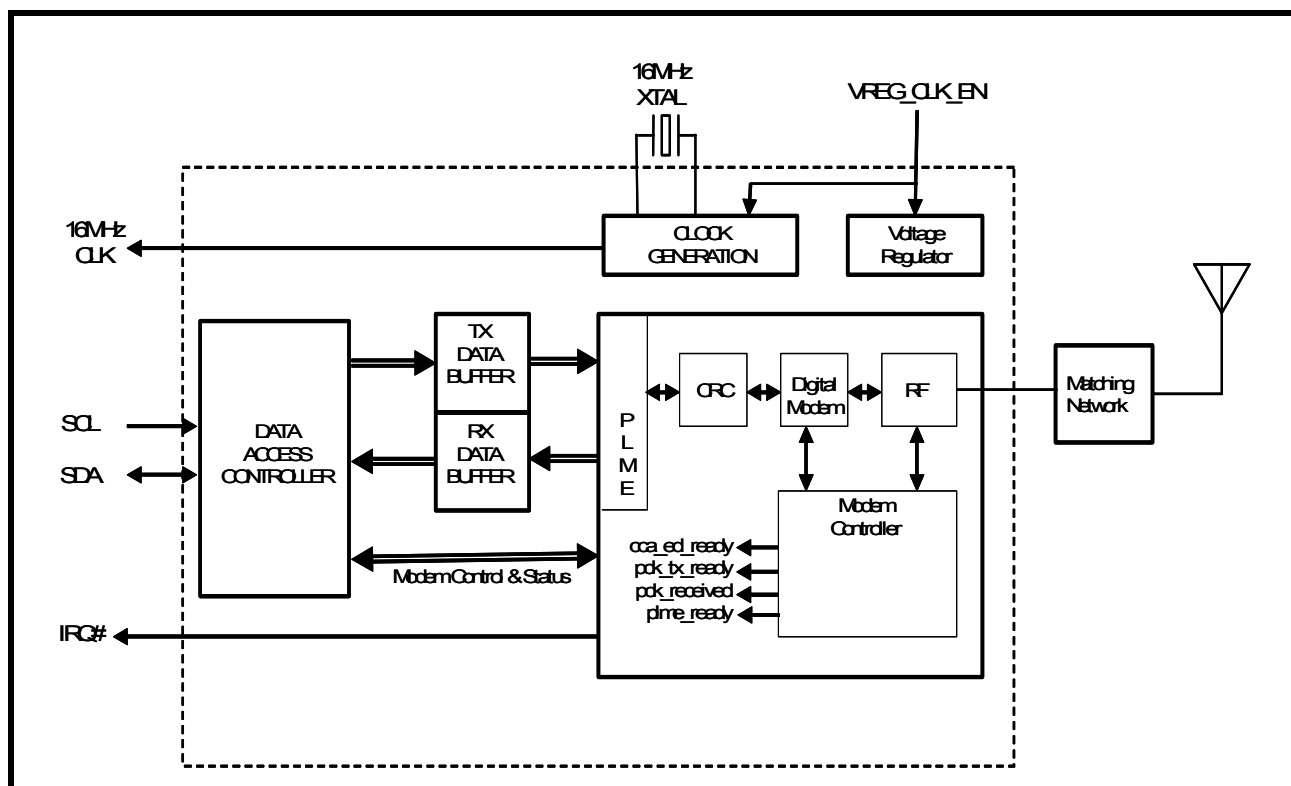 16MHz
XTAL
VREG_CLK_EN
16MHz
CLK
CLOCK
GENERATION
Voltage
Regulator
TX
DATA
BUFFER
RX
DATA
BUFFER
SCL
SDA
DATA
ACCESS
CONTROLLER
P
L
M
E
CRC
Digital
Modem
RF
Matching
Network
Modem
Controller
cca_ed_ready
pck_tx_ready
pck_received
plme_ready
Modem Control & Status
IRQ#